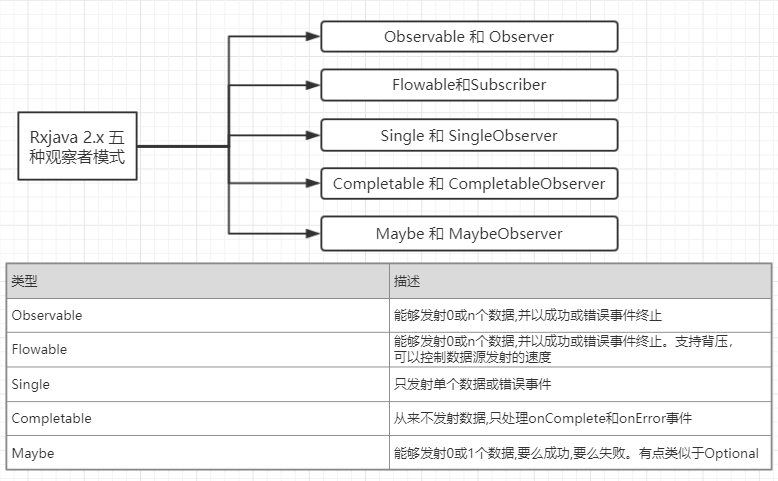 Observable 和 Observer
Flowable和Subscriber
Rxjava 2.x 五
种观察者模式
Single 和 SingleObserver
Completable 和 CompletableObserver
Maybe 和 MaybeObserver
类型 描述
Observable 能够发射0或n个数据,并以成功或错误事件终止
Flowable 能够发射0或n个数据,并以成功或错误事件终止。支持背压，
可以控制数据源发射的速度
Single 只发射单个数据或错误事件
Completable 从来不发射数据,只处理onComplete和onError事件
Maybe 能够发射0或1个数据,要么成功,要么失败。有点类似于Optional